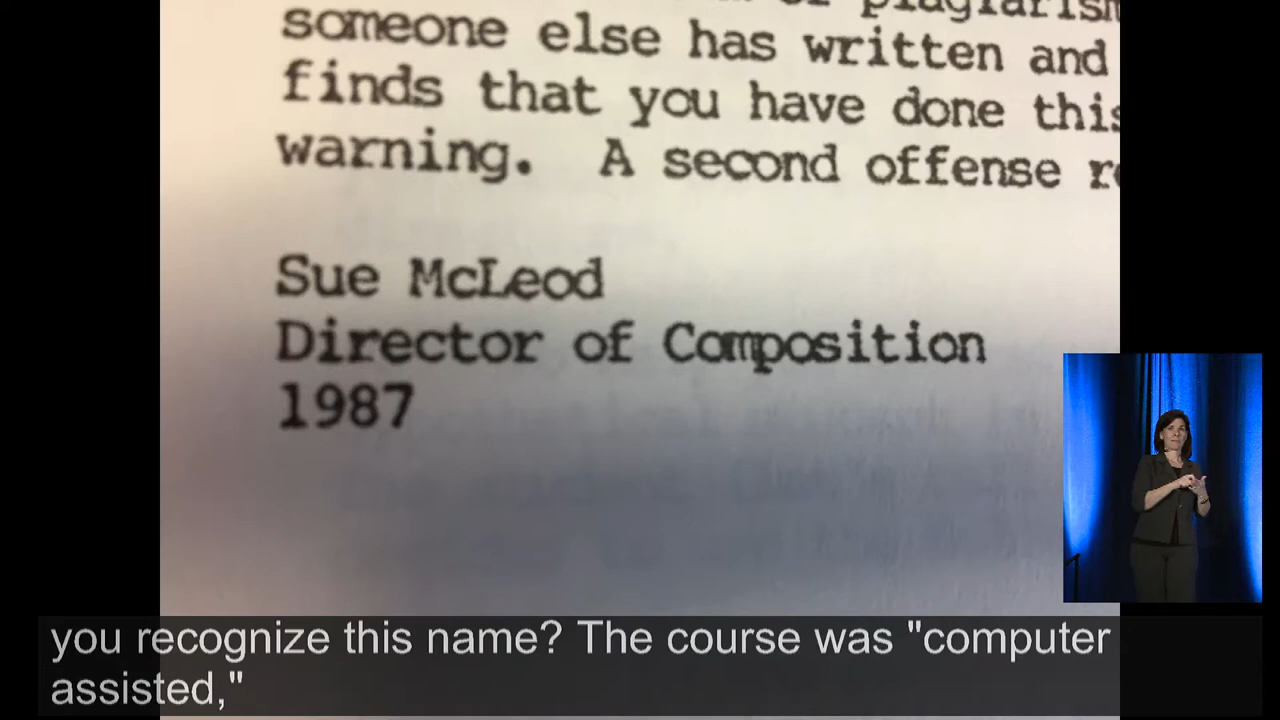 plagiarism
someone else has written and
finds that you have done this
warning. A second offense
Sue McLeod
Director of Composition
1987
you recognize this name? The course was "computer
assisted,"